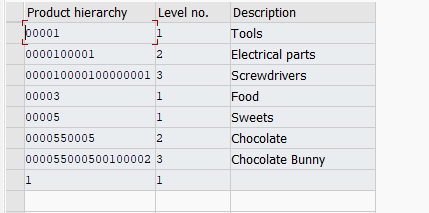 Product hierarchy Level no. Description
00001 1 Tools
0000100001 2 Electrical parts
000010000100000001 3 Screwdrivers
00003 1 Food
00005 1 Sweets
0000550005 2 Chocolate
000055000500100002 3 Chocolate Bunny
1 1